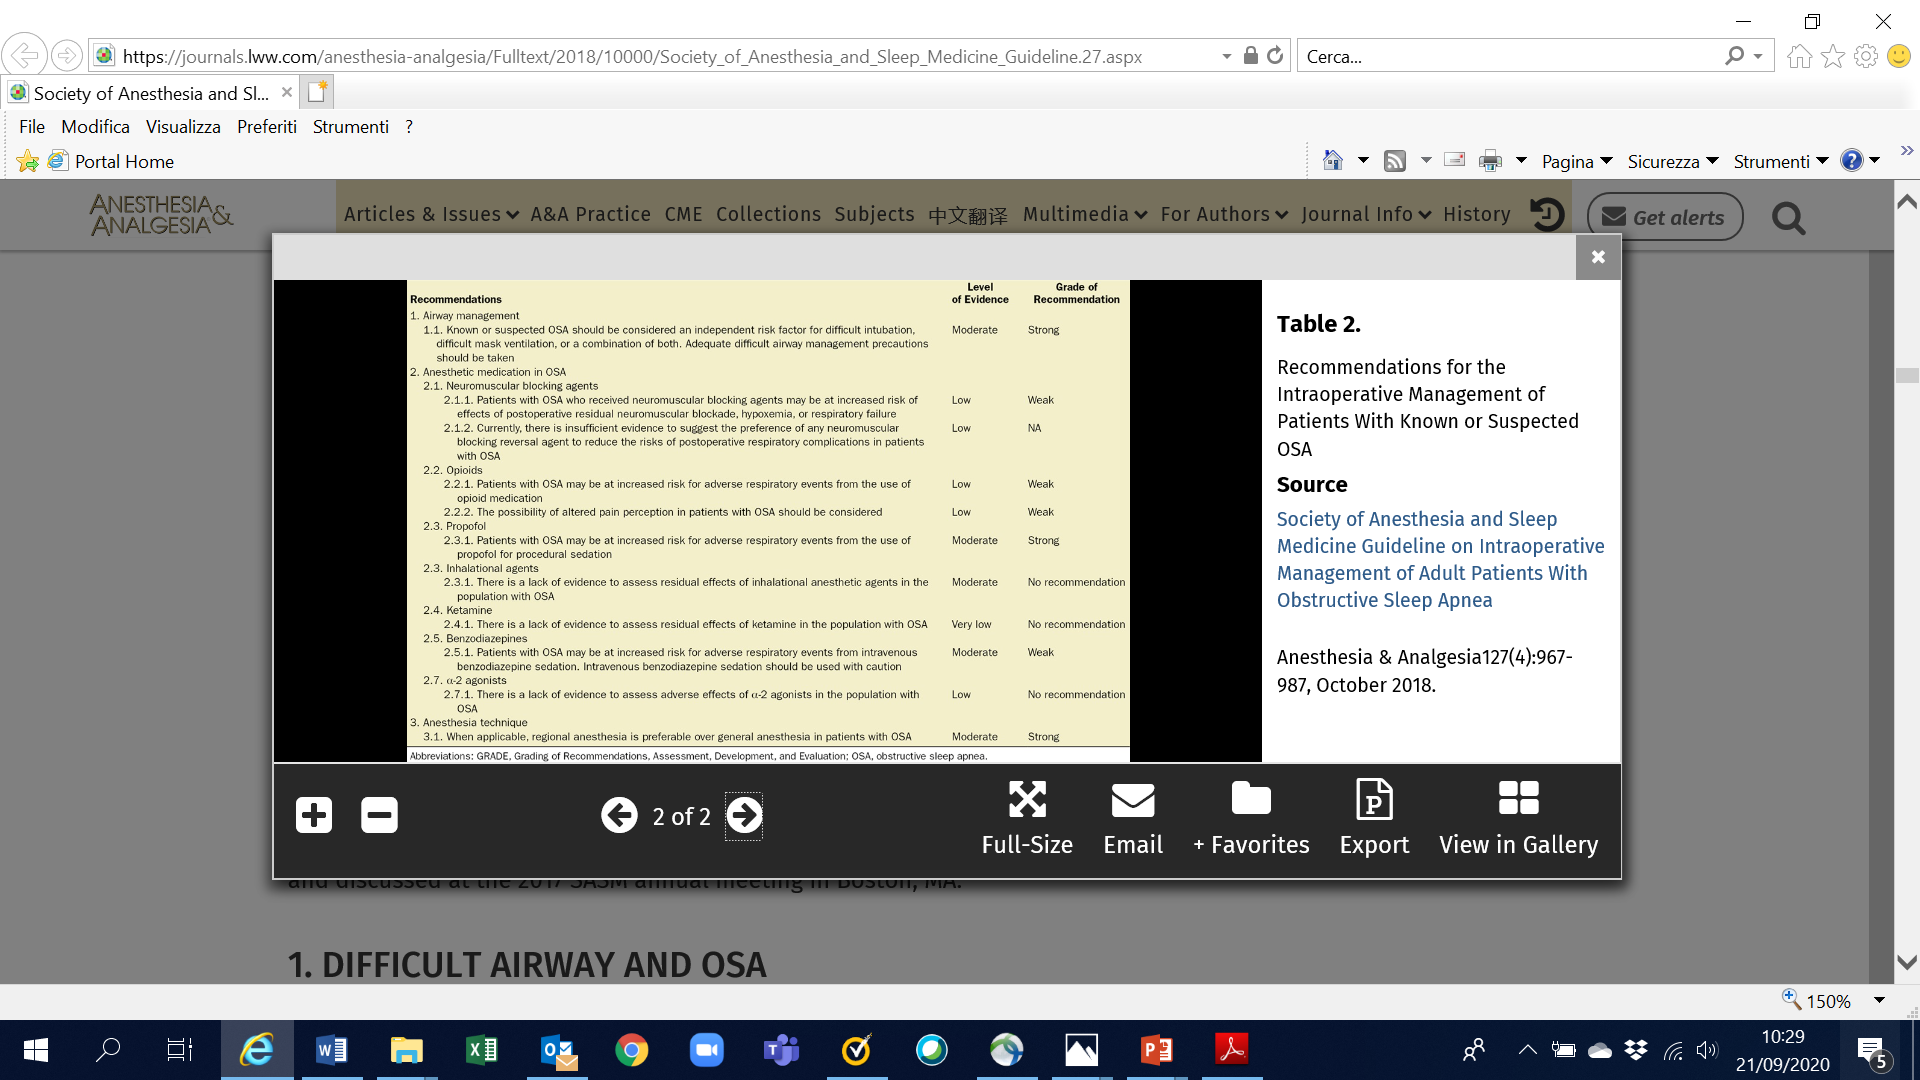 https://journals.lww.com/anesthesia-analgesia/Fulltext/2018/10000/Society_of_Anesthesia_and_Sleep_Medicine_Guideline.27.aspx
Cerca...
Society of Anesthesia and Sl...
File Modifica Visualizza Preferiti Strumenti ?
Portal Home
Pagina Sicurezza Strumenti
ANESTHESIA & ANALGESIA
Articles & Issues A&A Practice CME Collections Subjects 中文翻译 Multimedia For Authors Journal Info History
Get alerts
Recommendations Level of Evidence Grade of Recommendation
1. Airway management
1.1. Known or suspected OSA should be considered an independent risk factor for difficult intubation, Moderate Strong
difficult mask ventilation, or a combination of both. Adequate difficult airway management precautions
should be taken
2. Anesthetic medication in OSA
2.1. Neuromuscular blocking agents
2.1.1. Patients with OSA who received neuromuscular blocking agents may be at increased risk of Low Weak
effects of postoperative residual neuromuscular blockade, hypoxemia, or respiratory failure
2.1.2. Currently, there is insufficient evidence to suggest the preference of any neuromuscular Low NA
blocking reversal agent to reduce the risks of postoperative respiratory complications in patients
with OSA
2.2. Opioids
2.2.1. Patients with OSA may be at increased risk for adverse respiratory events from the use of Low Weak
opioid medication
2.2.2. The possibility of altered pain perception in patients with OSA should be considered Low Weak
2.3. Propofol
2.3.1. Patients with OSA may be at increased risk for adverse respiratory events from the use of Moderate Strong
propofol for procedural sedation
2.3. Inhalational agents
2.3.1. There is a lack of evidence to assess residual effects of inhalational anesthetic agents in the Moderate No recommendation
population with OSA
2.4. Ketamine
2.4.1. There is a lack of evidence to assess residual effects of ketamine in the population with OSA Very low No recommendation
2.5. Benzodiazepines
2.5.1. Patients with OSA may be at increased risk for adverse respiratory events from intravenous Moderate Weak
benzodiazepine sedation. Intravenous benzodiazepine sedation should be used with caution
2.7. α-2 agonists
2.7.1. There is a lack of evidence to assess adverse effects of α-2 agonists in the population with Low No recommendation
OSA
3. Anesthesia technique
3.1. When applicable, regional anesthesia is preferable over general anesthesia in patients with OSA Moderate Strong
Abbreviations: GRADE, Grading of Recommendations, Assessment, Development, and Evaluation; OSA, obstructive sleep apnea.
Table 2.
Recommendations for the
Intraoperative Management of
Patients With Known or Suspected
OSA
Source
Society of Anesthesia and Sleep
Medicine Guideline on Intraoperative
Management of Adult Patients With
Obstructive Sleep Apnea
Anesthesia & Analgesia127(4):967-
987, October 2018.
2 of 2
Full-Size Email + Favorites Export View in Gallery
and discussed at the 2017 SASM annual meeting in Boston, MA.
1. DIFFICULT AIRWAY AND OSA
150%
10:29
21/09/2020
5